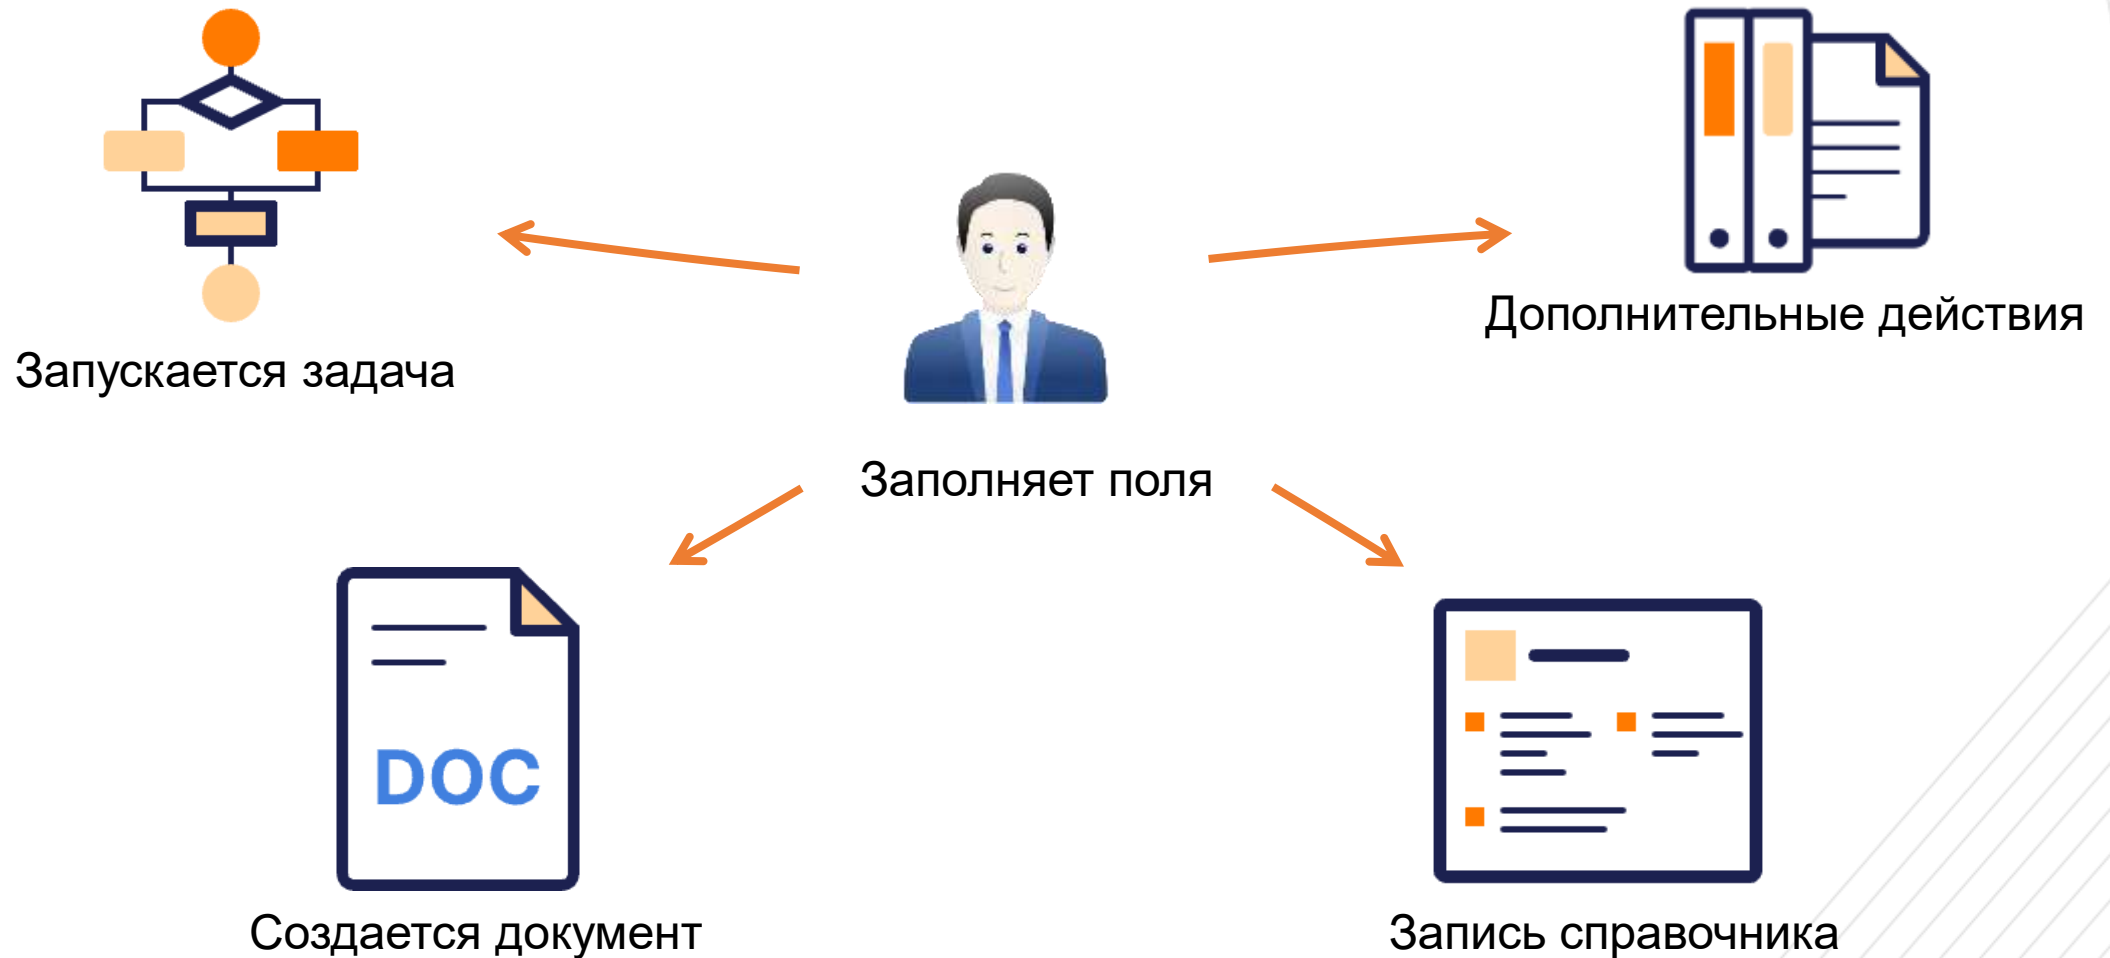 Дополнительные действия
Запускается задача
Заполняет поля
DOC
Создается документ
Запись справочника